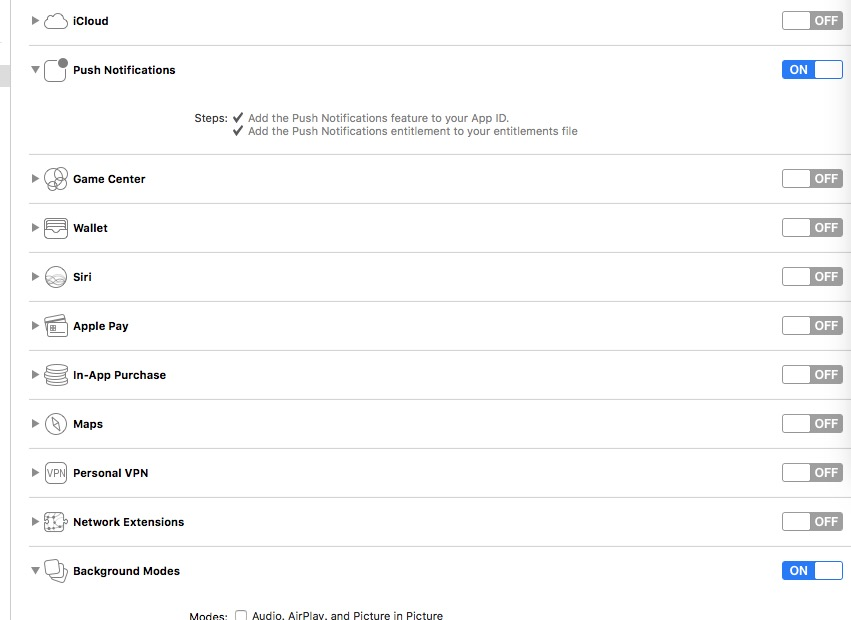 iCloud OFF
Push Notifications ON
Steps: ✔ Add the Push Notifications feature to your App ID.
✔ Add the Push Notifications entitlement to your entitlements file
Game Center OFF
Wallet OFF
Siri OFF
Apple Pay OFF
In-App Purchase OFF
Maps OFF
VPN Personal VPN OFF
Network Extensions OFF
Background Modes ON
Modes: Audio, AirPlay, and Picture in Picture